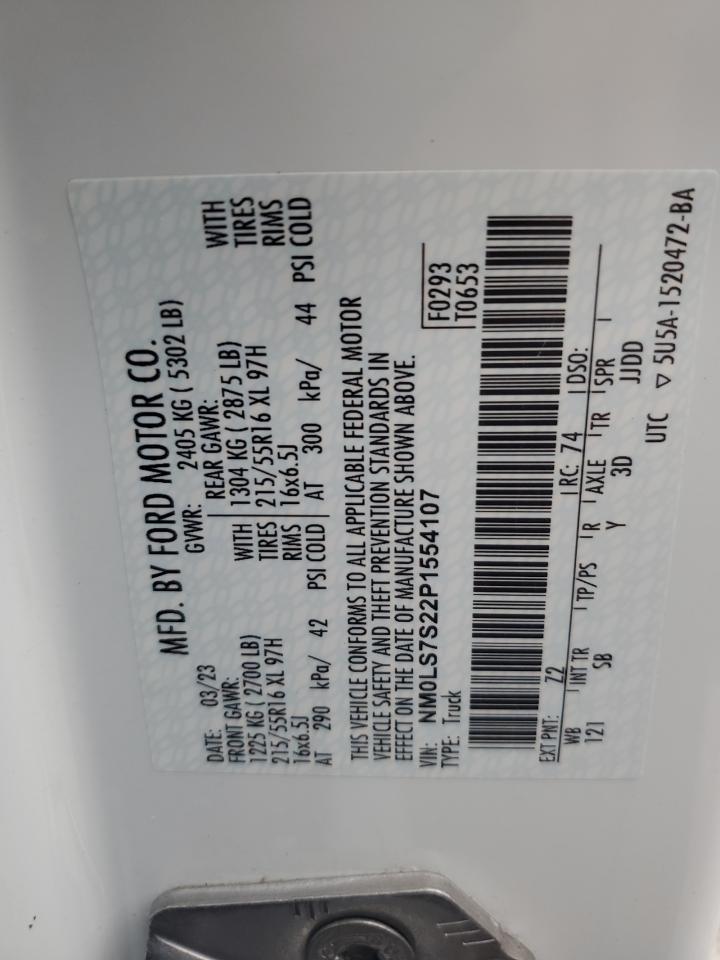 MFD. BY FORD MOTOR CO.
DATE: 03/23 GVWR: 2405 KG ( 5302 LB)
FRONT GAWR: REAR GAWR:
1225 KG ( 2700 LB) WITH 1304 KG ( 2875 LB) WITH
215/55R16 XL 97H TIRES 215/55R16 XL 97H TIRES
16x6.5J RIMS 16x6.5J RIMS
AT 290 kPa/ 42 PSI COLD AT 300 kPa/ 44 PSI COLD
THIS VEHICLE CONFORMS TO ALL APPLICABLE FEDERAL MOTOR
VEHICLE SAFETY AND THEFT PREVENTION STANDARDS IN
EFFECT ON THE DATE OF MANUFACTURE SHOWN ABOVE.
VIN: NM0LS7S22P1554107 F0293
TYPE: Truck T0653
EXT PNT: Z2 RC: 74 DSO:
WB INT TR TP/PS R AXLE TR SPR
121 SB Y 3D JJDD
UTC ▽ 5U5A-1520472-BA